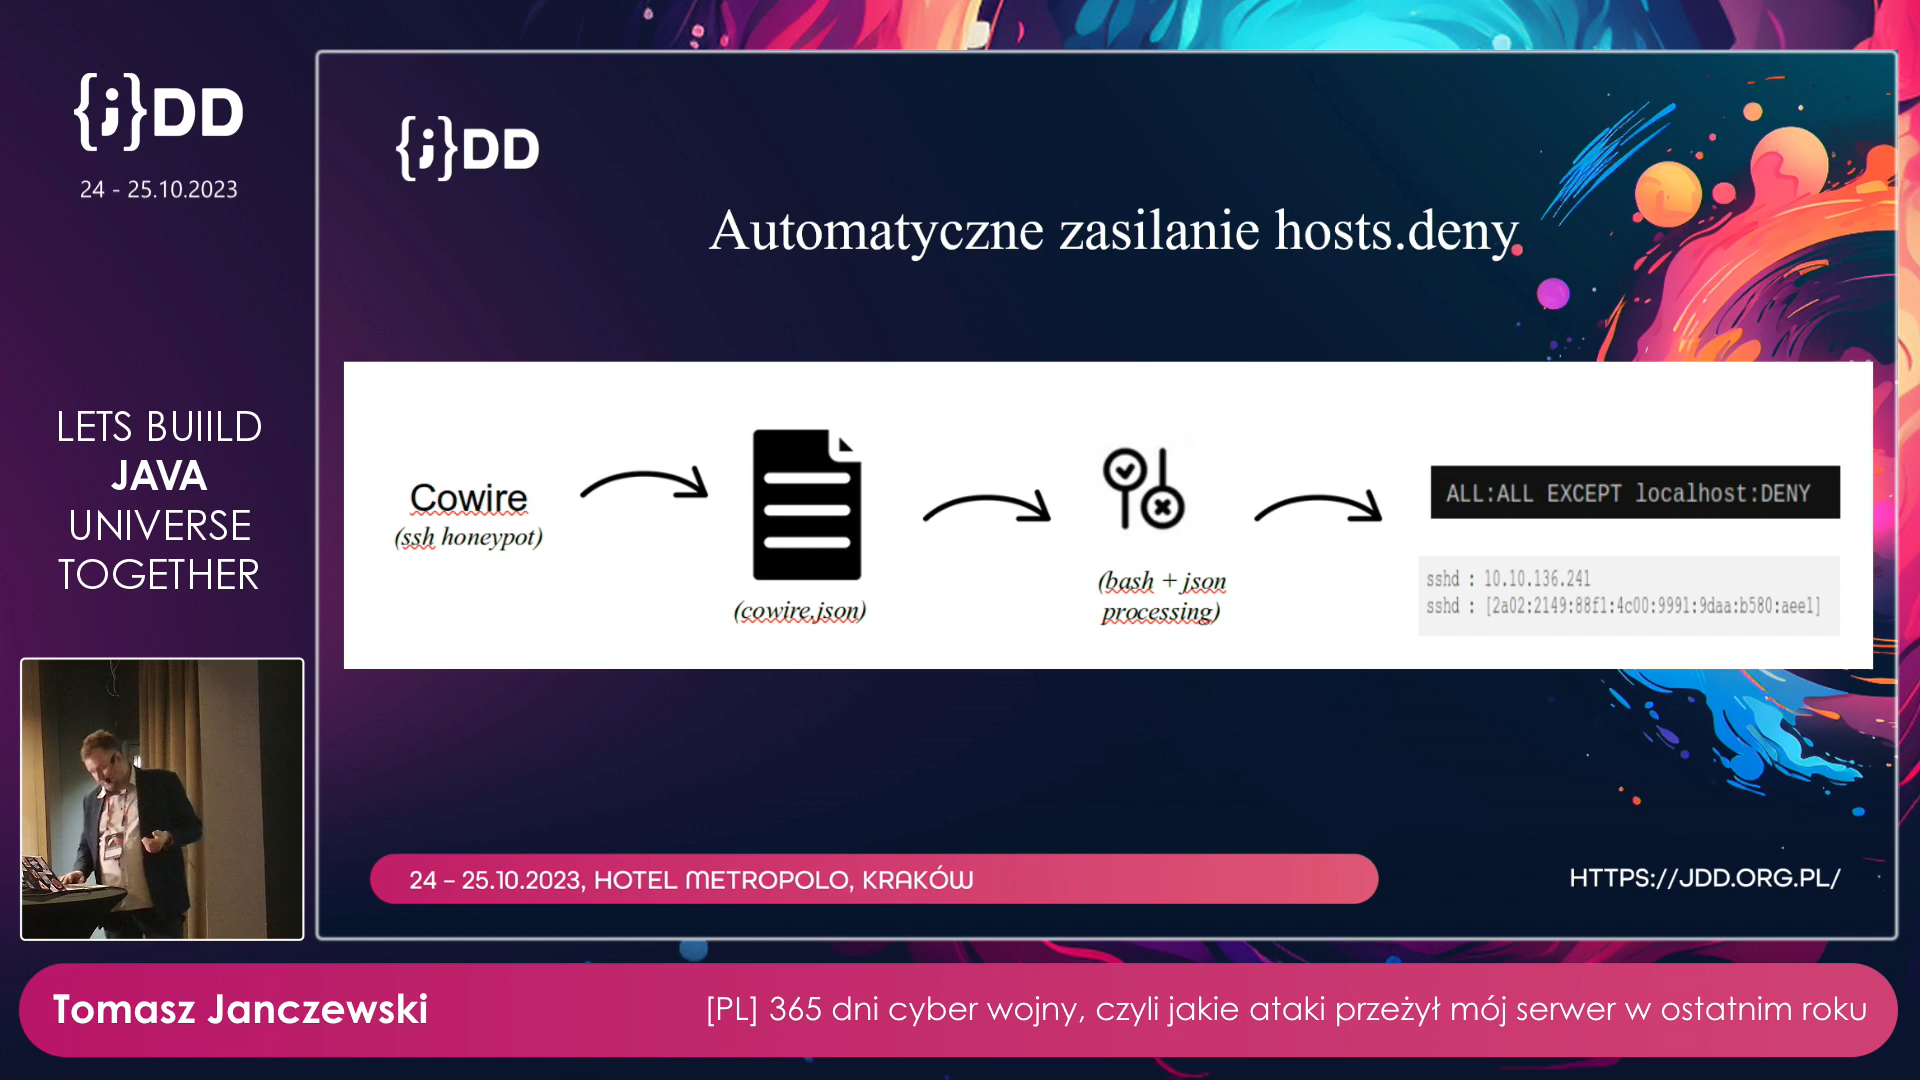 {j}DD
24 - 25.10.2023
LETS BUIILD
JAVA
UNIVERSE
TOGETHER
{j}DD
Automatyczne zasilanie hosts.deny
Cowire
(ssh honeypot)
(cowire.json)
(bash + json
processing)
ALL:ALL EXCEPT localhost:DENY
sshd : 10.10.136.241
sshd : [2a02:2149:88f1:4c00:9991:9daa:b580:aee1]
24 – 25.10.2023, HOTEL METROPOLO, KRAKÓW
HTTPS://JDD.ORG.PL/
Tomasz Janczewski
[PL] 365 dni cyber wojny, czyli jakie ataki przeżył mój serwer w ostatnim roku